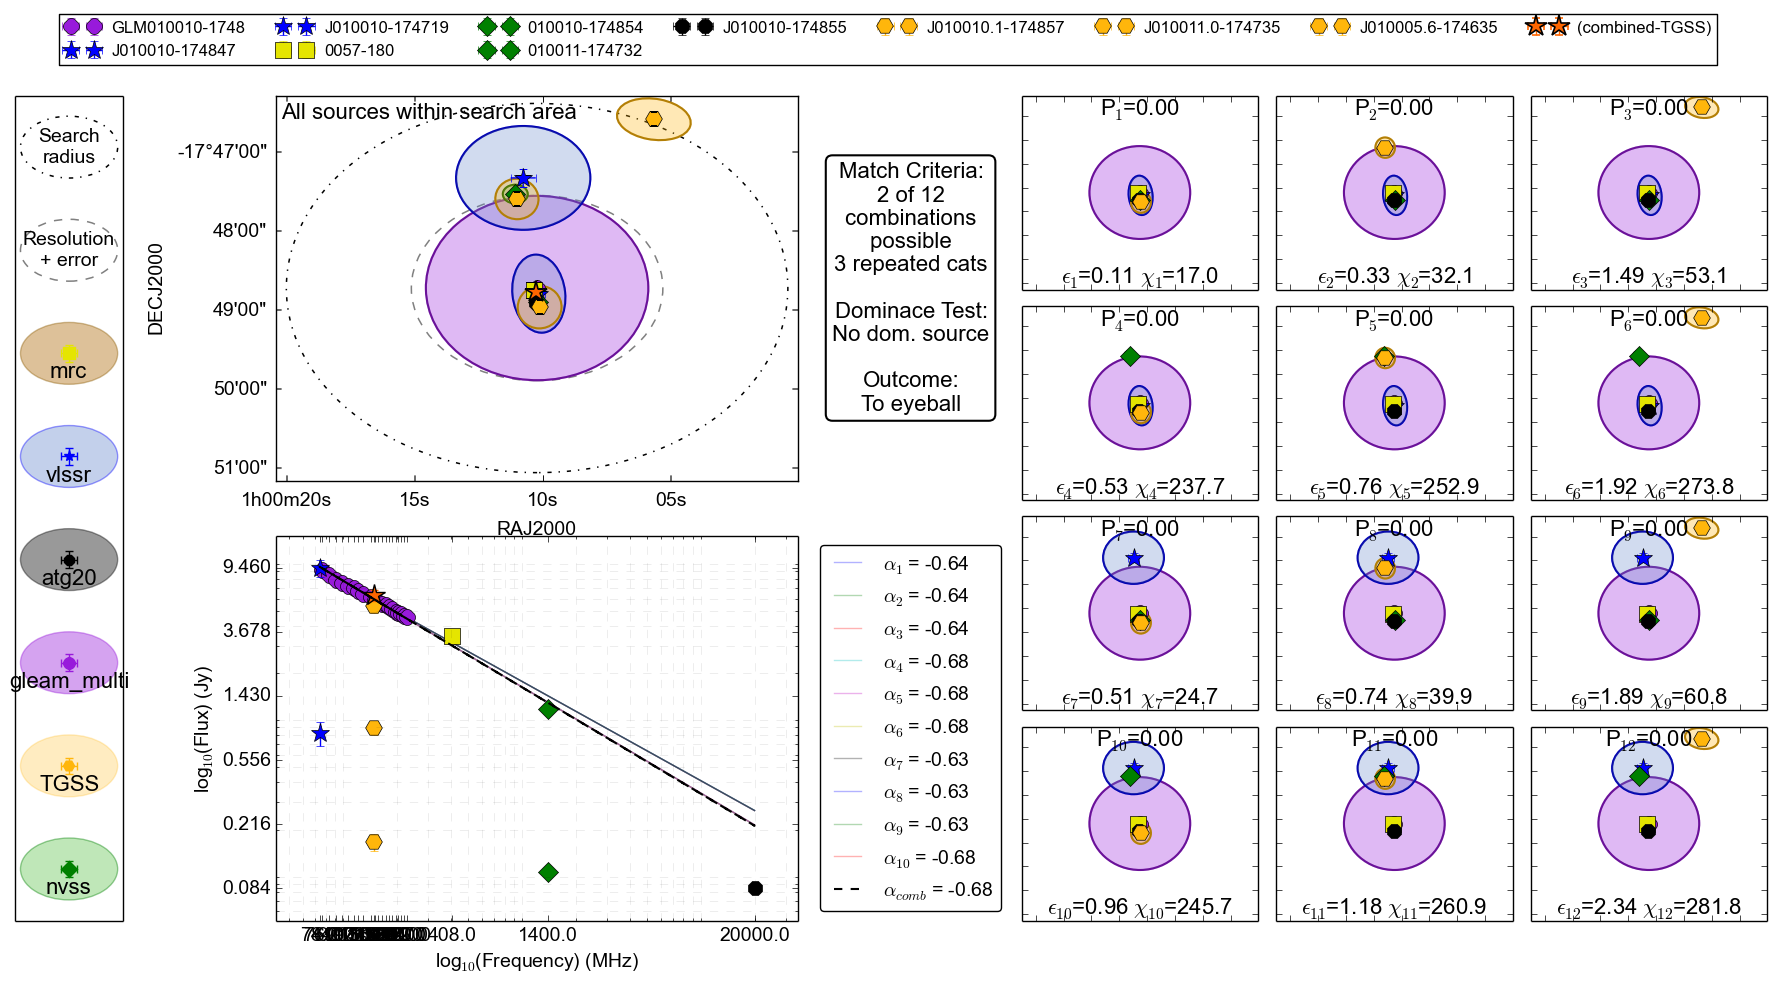 GLM010010-1748 J010010-174719 010010-174854 J010010-174855 J010010.1-174857 J010011.0-174735 J010005.6-174635 (combined-TGSS)
J010010-174847 0057-180 010011-174732
Search
radius
Resolution
+ error
mrc
vlssr
atg20
gleam_multi
TGSS
nvss
All sources within search area
DECJ2000
-17°47'00"
48'00"
49'00"
50'00"
51'00"
1h00m20s 15s 10s 05s
RAJ2000
Match Criteria:
2 of 12
combinations
possible
3 repeated cats
Dominace Test:
No dom. source
Outcome:
To eyeball
log10(Flux) (Jy)
9.460
3.678
1.430
0.556
0.216
0.084
408.0 1400.0 20000.0
log10(Frequency) (MHz)
α1 = -0.64
α2 = -0.64
α3 = -0.64
α4 = -0.68
α5 = -0.68
α6 = -0.68
α7 = -0.63
α8 = -0.63
α9 = -0.63
α10 = -0.68
αcomb = -0.68
P1=0.00 P2=0.00 P3=0.00
ϵ1=0.11 χ1=17.0 ϵ2=0.33 χ2=32.1 ϵ3=1.49 χ3=53.1
P4=0.00 P5=0.00 P6=0.00
ϵ4=0.53 χ4=237.7 ϵ5=0.76 χ5=252.9 ϵ6=1.92 χ6=273.8
P7=0.00 P8=0.00 P9=0.00
ϵ7=0.51 χ7=24.7 ϵ8=0.74 χ8=39.9 ϵ9=1.89 χ9=60.8
P10=0.00 P11=0.00 P12=0.00
ϵ10=0.96 χ10=245.7 ϵ11=1.18 χ11=260.9 ϵ12=2.34 χ12=281.8